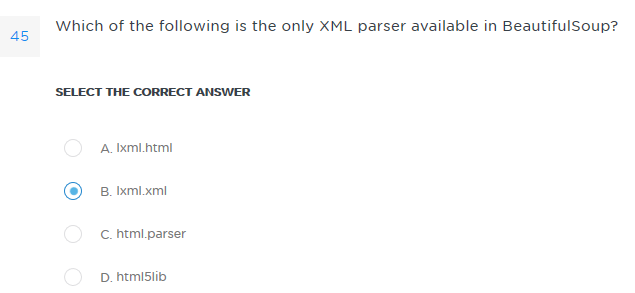 45
Which of the following is the only XML parser available in BeautifulSoup?
SELECT THE CORRECT ANSWER
A. lxml.html
B. lxml.xml
C. html.parser
D. html5lib